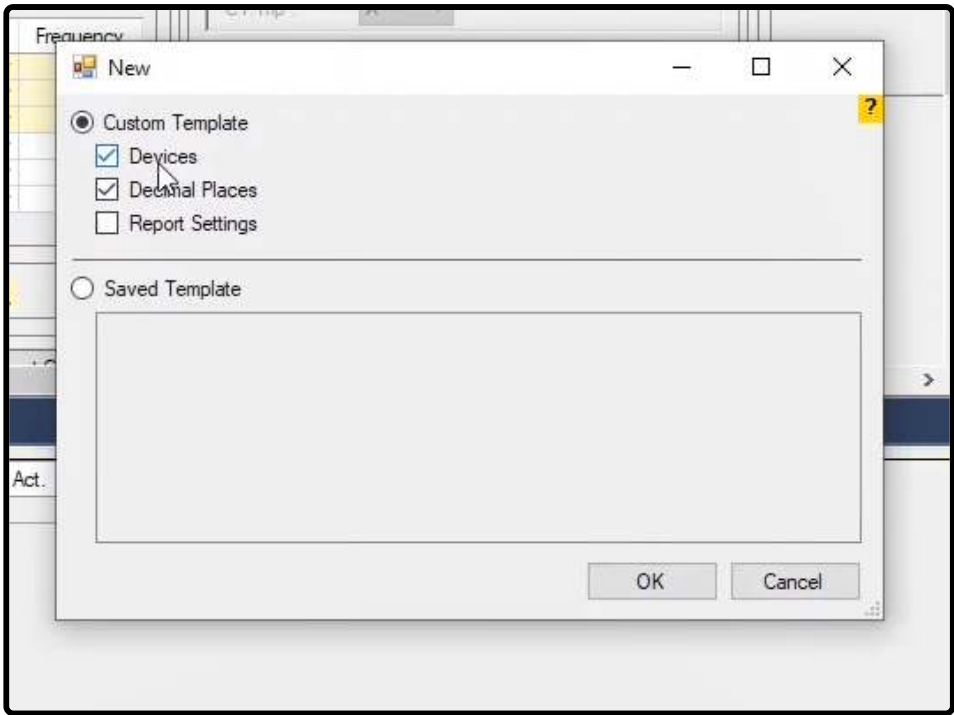 Frequency
New
?
Custom Template
Devices
Decimal Places
Report Settings
Saved Template
Act.
OK
Cancel